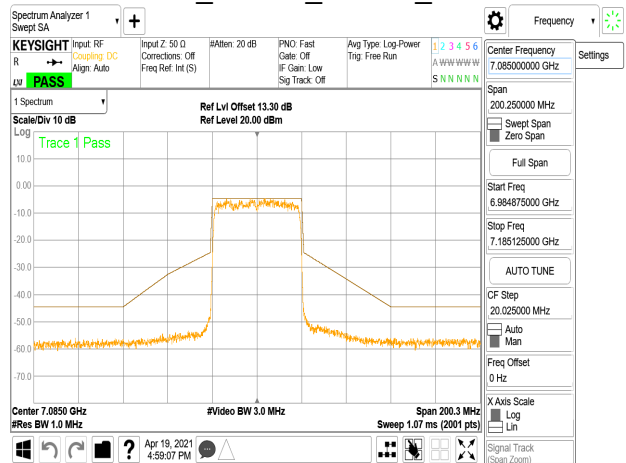 Spectrum Analyzer 1
Swept SA
Frequency
KEYSIGHT
R
LXI PASS
Input: RF
Coupling: DC
Align: Auto
Input Z: 50 Ω
Corrections: Off
Freq Ref: Int (S)
#Atten: 20 dB
PNO: Fast
Gate: Off
IF Gain: Low
Sig Track: Off
Avg Type: Log-Power
Trig: Free Run
1 2 3 4 5 6
A W W W W W
S N N N N N
1 Spectrum
Scale/Div 10 dB
Ref Lvl Offset 13.30 dB
Ref Level 20.00 dBm
Log
Trace 1 Pass
10.0
0.00
-10.0
-20.0
-30.0
-40.0
-50.0
-60.0
-70.0
Center 7.0850 GHz
#Res BW 1.0 MHz
#Video BW 3.0 MHz
Span 200.3 MHz
Sweep 1.07 ms (2001 pts)
Apr 19, 2021
4:59:07 PM
Center Frequency
7.085000000 GHz
Settings
Span
200.250000 MHz
Swept Span
Zero Span
Full Span
Start Freq
6.984875000 GHz
Stop Freq
7.185125000 GHz
AUTO TUNE
CF Step
20.025000 MHz
Auto
Man
Freq Offset
0 Hz
X Axis Scale
Log
Lin
Signal Track
(Span Zoom)